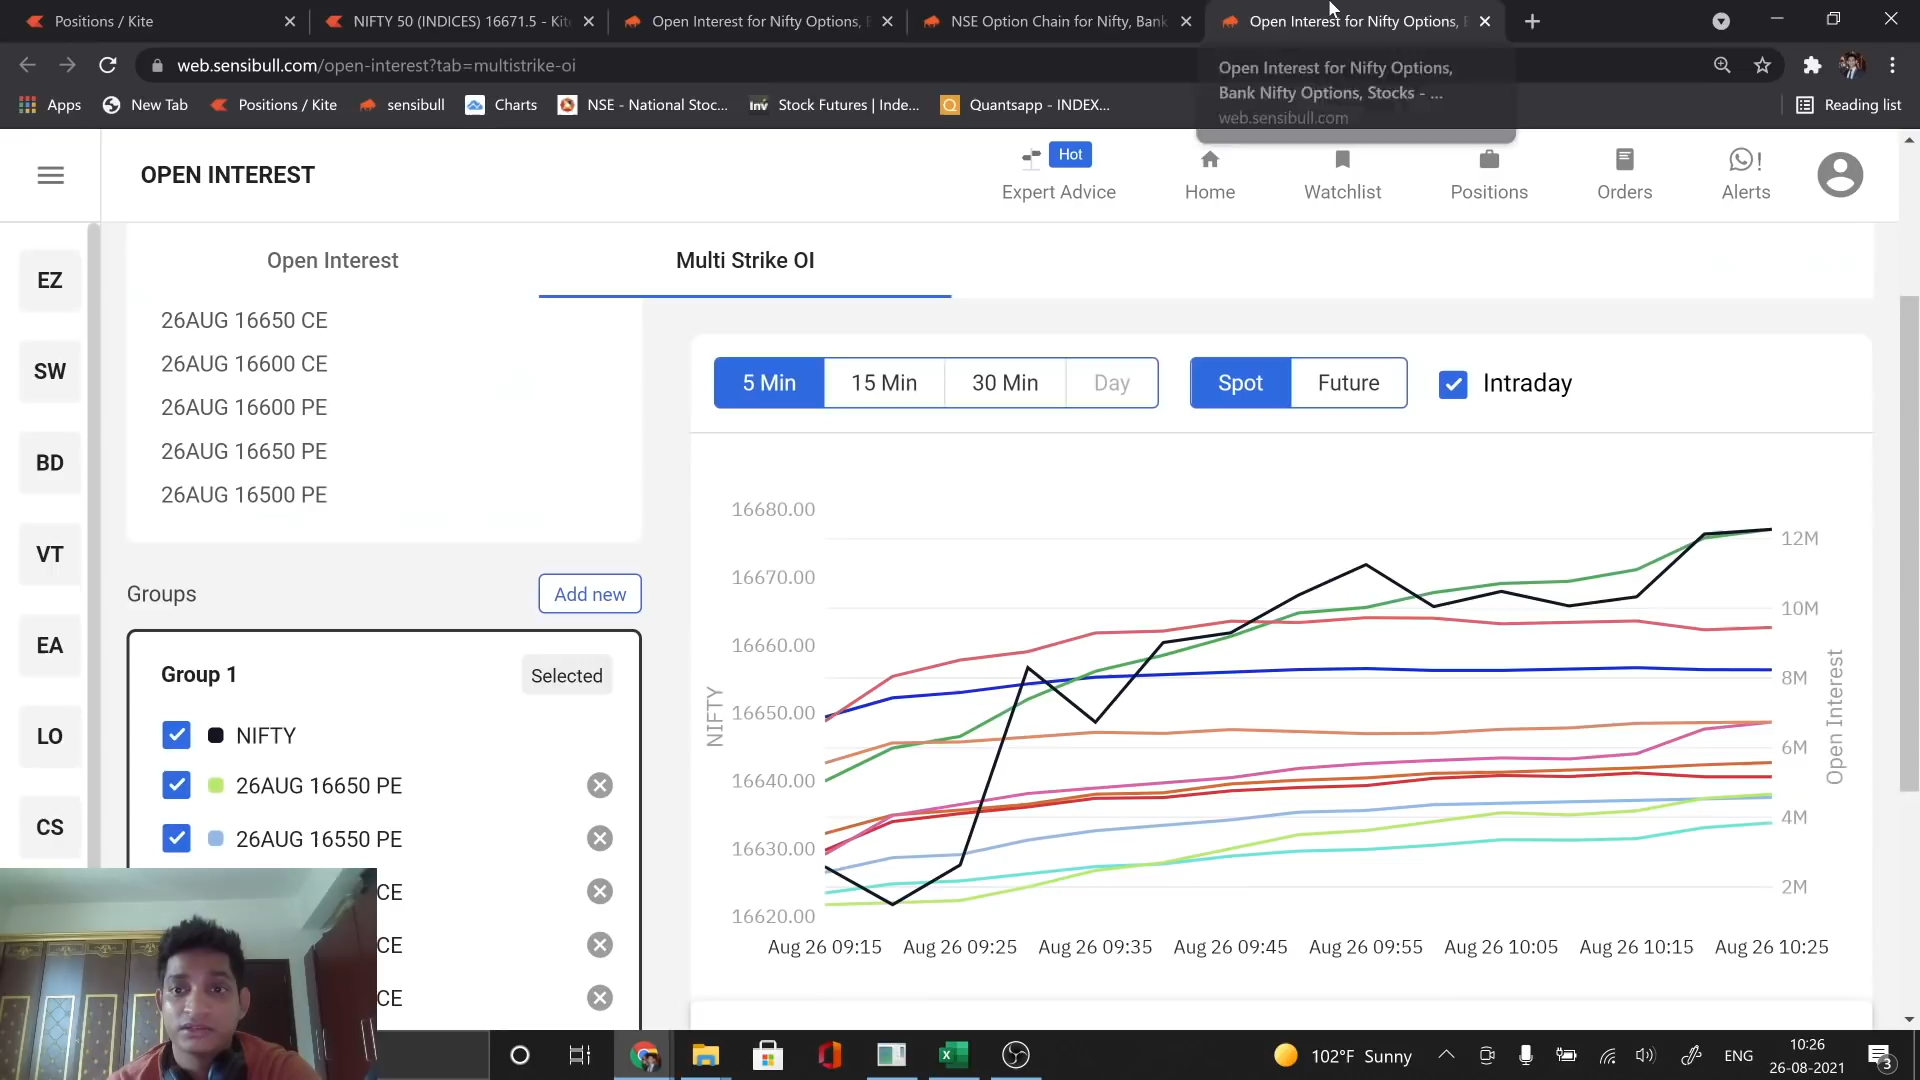 Positions / Kite
NIFTY 50 (INDICES) 16671.5 - Kit
Open Interest for Nifty Options,
NSE Option Chain for Nifty, Bank
Open Interest for Nifty Options,
web.sensibull.com/open-interest?tab=multistrike-oi
Open Interest for Nifty Options,
Bank Nifty Options, Stocks - ...
web.sensibull.com
Apps
New Tab
Positions / Kite
sensibull
Charts
NSE - National Stoc...
Inv
Stock Futures | Inde...
Quantsapp - INDEX...
Reading list
OPEN INTEREST
Hot
Expert Advice
Home
Watchlist
Positions
Orders
Alerts
EZ
SW
BD
VT
EA
LO
CS
Open Interest
Multi Strike OI
26AUG 16650 CE
26AUG 16600 CE
26AUG 16600 PE
26AUG 16650 PE
26AUG 16500 PE
Groups
Add new
Group 1
Selected
NIFTY
26AUG 16650 PE
26AUG 16550 PE
CE
CE
CE
5 Min
15 Min
30 Min
Day
Spot
Future
Intraday
16680.00
16670.00
16660.00
16650.00
16640.00
16630.00
16620.00
NIFTY
12M
10M
8M
6M
4M
2M
Open Interest
Aug 26 09:15
Aug 26 09:25
Aug 26 09:35
Aug 26 09:45
Aug 26 09:55
Aug 26 10:05
Aug 26 10:15
Aug 26 10:25
102°F Sunny
ENG
10:26
26-08-2021
3